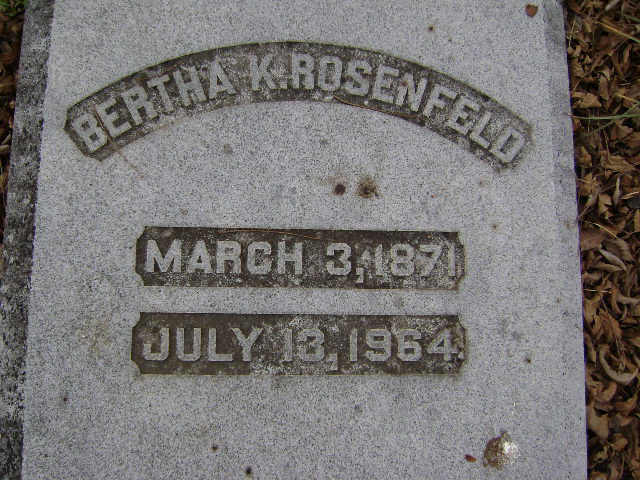 BERTHA K. ROSENFELD
MARCH 3, 1871
JULY 13, 1964.